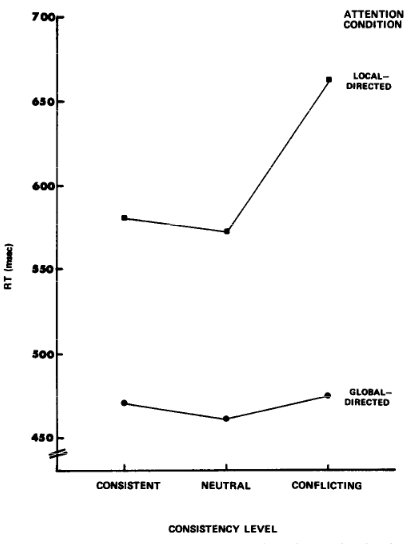 ATTENTION
CONDITION
700
650
600
550
500
450
RT (msec)
LOCAL–
DIRECTED
GLOBAL–
DIRECTED
CONSISTENT NEUTRAL CONFLICTING
CONSISTENCY LEVEL